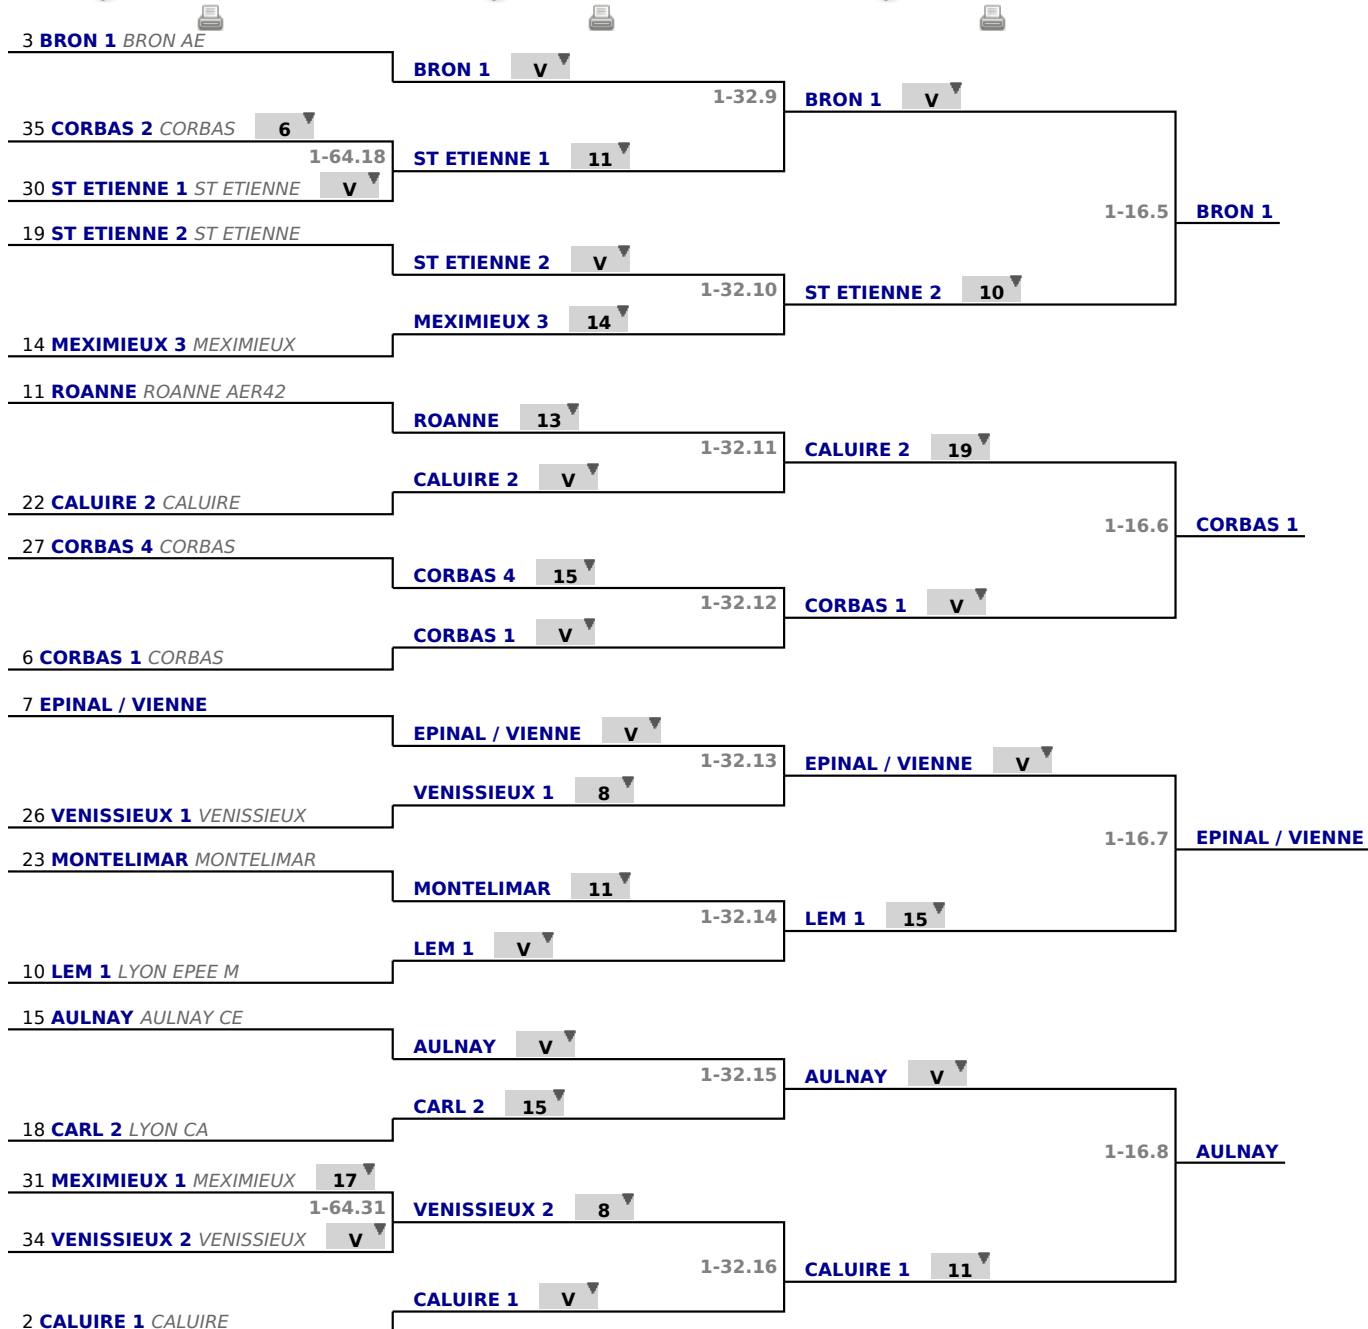 3 BRON 1 BRON AE
BRON 1 V
1-32.9
BRON 1 V
35 CORBAS 2 CORBAS 6
1-64.18
ST ETIENNE 1 11
30 ST ETIENNE 1 ST ETIENNE V
1-16.5
BRON 1
19 ST ETIENNE 2 ST ETIENNE
ST ETIENNE 2 V
1-32.10
ST ETIENNE 2 10
MEXIMIEUX 3 14
14 MEXIMIEUX 3 MEXIMIEUX
11 ROANNE ROANNE AER42
ROANNE 13
1-32.11
CALUIRE 2 19
CALUIRE 2 V
22 CALUIRE 2 CALUIRE
1-16.6
CORBAS 1
27 CORBAS 4 CORBAS
CORBAS 4 15
1-32.12
CORBAS 1 V
CORBAS 1 V
6 CORBAS 1 CORBAS
7 EPINAL / VIENNE
EPINAL / VIENNE V
1-32.13
EPINAL / VIENNE V
VENISSIEUX 1 8
26 VENISSIEUX 1 VENISSIEUX
1-16.7
EPINAL / VIENNE
23 MONTELIMAR MONTELIMAR
MONTELIMAR 11
1-32.14
LEM 1 15
LEM 1 V
10 LEM 1 LYON EPEE M
15 AULNAY AULNAY CE
AULNAY V
1-32.15
AULNAY V
CARL 2 15
18 CARL 2 LYON CA
1-16.8
AULNAY
31 MEXIMIEUX 1 MEXIMIEUX 17
1-64.31
VENISSIEUX 2 8
34 VENISSIEUX 2 VENISSIEUX V
1-32.16
CALUIRE 1 11
CALUIRE 1 V
2 CALUIRE 1 CALUIRE